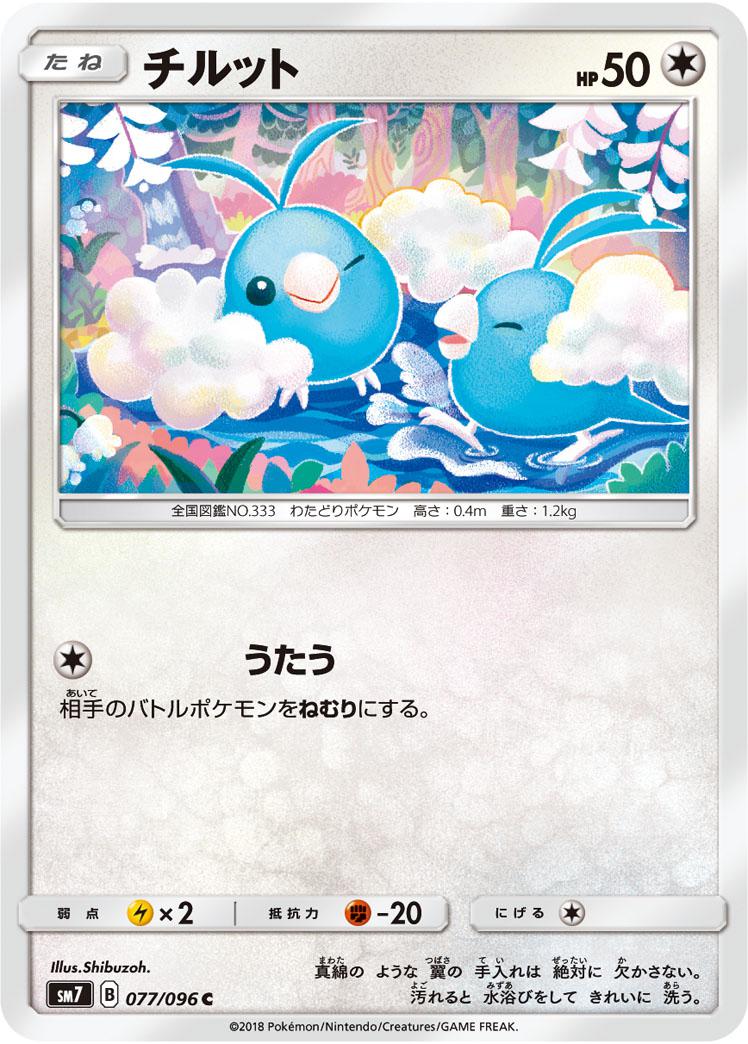 たね チルット HP50
全国図鑑NO.333 わたどりポケモン 高さ:0.4m 重さ:1.2kg
うたう
あいて
相手のバトルポケモンをねむりにする。
弱点 ×2 抵抗力 -20 にげる
Illus.Shibuzoh.
まわた つばさ てい ぜったい か
真綿の ような 翼の 手入れは 絶対に 欠かさない。
よご みずあ あら
汚れると 水浴びをして きれいに 洗う。
SM7 B 077/096 C
©2018 Pokémon/Nintendo/Creatures/GAME FREAK.